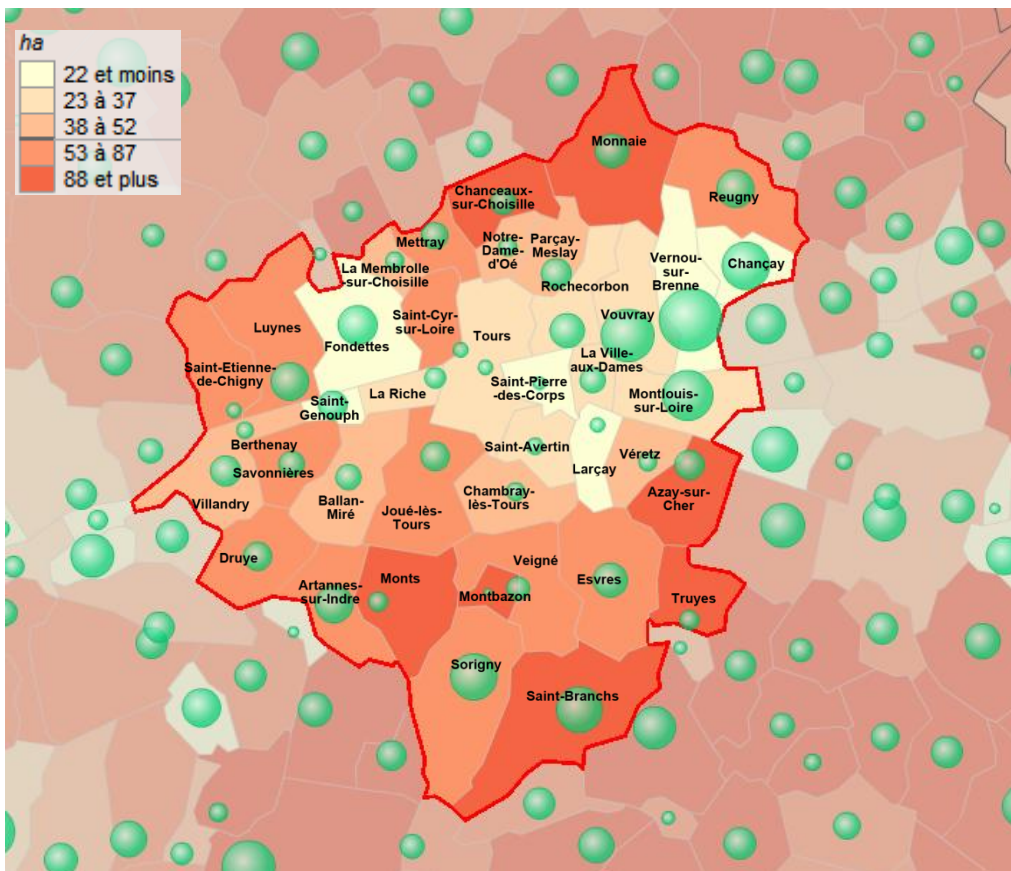 ha
22 et moins
23 à 37
38 à 52
53 à 87
88 et plus
Monnaie
Chanceaux-
sur-Choisille
Reugny
Mettray
Notre-
Dame-
d'Oé
Parçay-
Meslay
La Membrolle
-sur-Choisille
Rochecorbon
Vernou-
sur-
Brenne
Chançay
Luynes
Fondettes
Saint-Cyr-
sur-Loire
Tours
Vouvray
Saint-Etienne-
de-Chigny
La Riche
Saint-Pierre
-des-Corps
La Ville-
aux-Dames
Montlouis-
sur-Loire
Saint-
Genouph
Berthenay
Savonnières
Saint-Avertin
Larçay
Véretz
Villandry
Ballan-
Miré
Joué-lès-
Tours
Chambray-
lès-Tours
Azay-sur-
Cher
Druye
Artannes-
sur-Indre
Monts
Montbazon
Veigné
Esvres
Truyes
Sorigny
Saint-Branchs